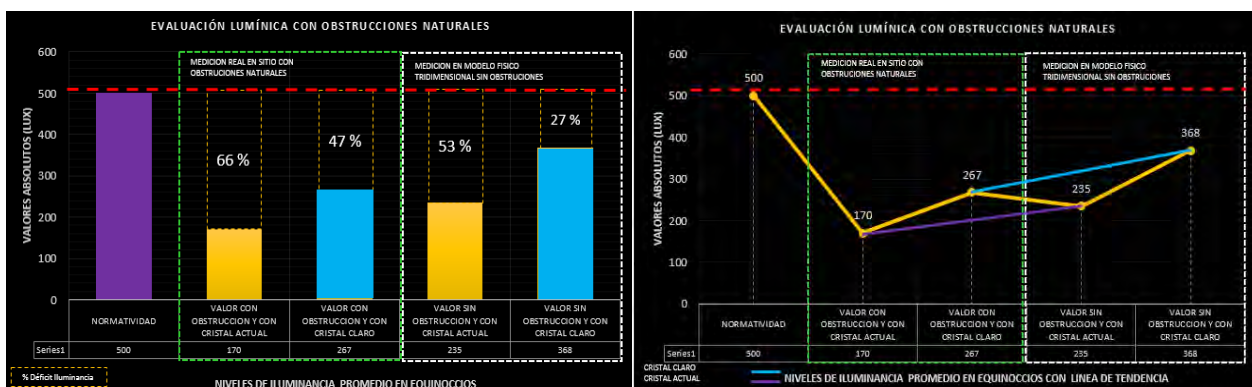 EVALUACIÓN LUMÍNICA CON OBSTRUCCIONES NATURALES
VALORES ABSOLUTOS (LUX)
600
500
400
300
200
100
0
MEDICION REAL EN SITIO CON
OBSTRUCIONES NATURALES
MEDICION EN MODELO FISICO
TRIDIMENSIONAL SIN OBSTRUCIONES
66 %
47 %
53 %
27 %
NORMATIVIDAD
VALOR CON
OBSTRUCCION Y CON
CRISTAL ACTUAL
VALOR CON
OBSTRUCCION Y CON
CRISTAL CLARO
VALOR SIN
OBSTRUCCION Y CON
CRISTAL ACTUAL
VALOR SIN
OBSTRUCCION Y CON
CRISTAL CLARO
Series1 500 170 267 235 368
% Déficit Iluminancia
NIVELES DE ILUMINANCIA PROMEDIO EN EQUINOCCIOS
EVALUACIÓN LUMÍNICA CON OBSTRUCCIONES NATURALES
VALORES ABSOLUTOS (LUX)
600
500
400
300
200
100
0
MEDICION REAL EN SITIO CON
OBSTRUCIONES NATURALES
MEDICION EN MODELO FISICO
TRIDIMENSIONAL SIN OBSTRUCIONES
500
170
267
235
368
NORMATIVIDAD
VALOR CON
OBSTRUCCION Y CON
CRISTAL ACTUAL
VALOR CON
OBSTRUCCION Y CON
CRISTAL CLARO
VALOR SIN
OBSTRUCCION Y CON
CRISTAL ACTUAL
VALOR SIN
OBSTRUCCION Y CON
CRISTAL CLARO
Series1 500 170 267 235 368
CRISTAL CLARO
CRISTAL ACTUAL
NIVELES DE ILUMINANCIA PROMEDIO EN EQUINOCCIOS CON LINEA DE TENDENCIA